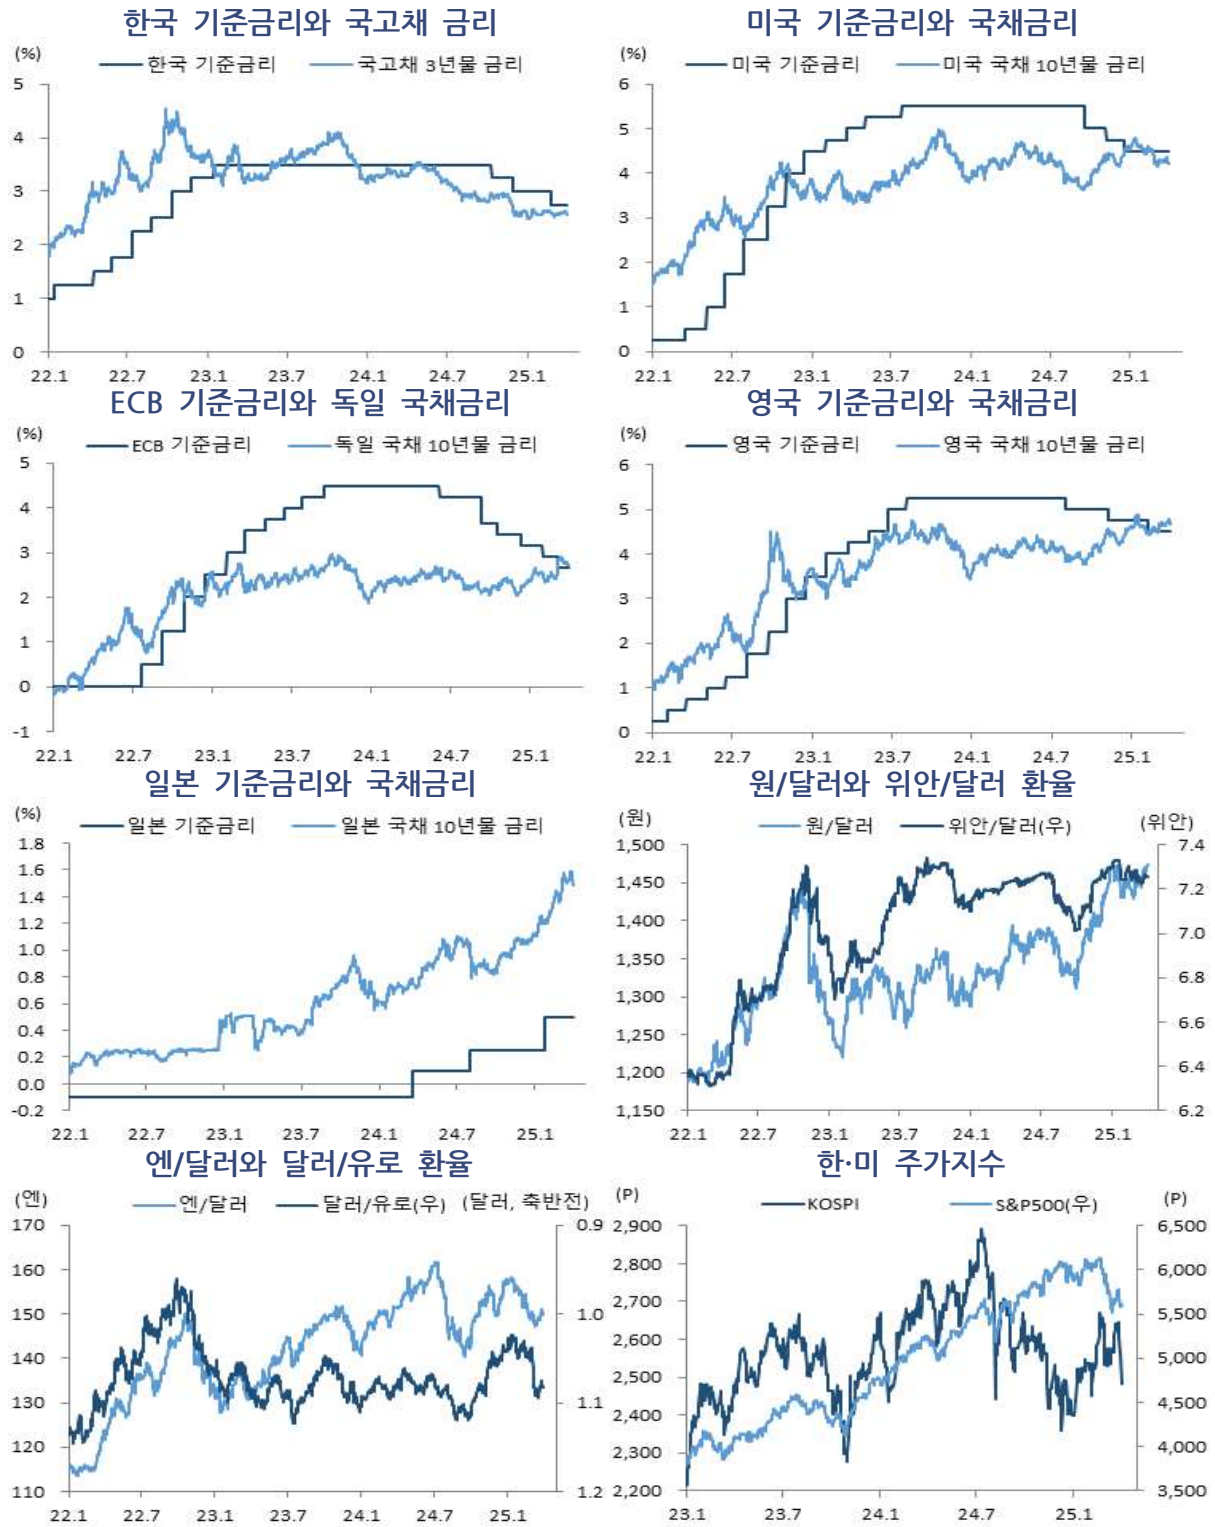 한국 기준금리와 국고채 금리
(%)
한국 기준금리 국고채 3년물 금리
5
4
3
2
1
0
22.1 22.7 23.1 23.7 24.1 24.7 25.1
미국 기준금리와 국채금리
(%)
미국 기준금리 미국 국채 10년물 금리
6
5
4
3
2
1
0
22.1 22.7 23.1 23.7 24.1 24.7 25.1
ECB 기준금리와 독일 국채금리
(%)
ECB 기준금리 독일 국채 10년물 금리
5
4
3
2
1
0
-1
22.1 22.7 23.1 23.7 24.1 24.7 25.1
영국 기준금리와 국채금리
(%)
영국 기준금리 영국 국채 10년물 금리
6
5
4
3
2
1
0
22.1 22.7 23.1 23.7 24.1 24.7 25.1
일본 기준금리와 국채금리
(%)
일본 기준금리 일본 국채 10년물 금리
1.8
1.6
1.4
1.2
1.0
0.8
0.6
0.4
0.2
0.0
-0.2
22.1 22.7 23.1 23.7 24.1 24.7 25.1
원/달러와 위안/달러 환율
(원) (위안)
원/달러 위안/달러(우)
1,500 7.4
1,450 7.2
1,400 7.0
1,350
1,300 6.8
1,250 6.6
1,200 6.4
1,150 6.2
22.1 22.7 23.1 23.7 24.1 24.7 25.1
엔/달러와 달러/유로 환율
(엔) 엔/달러 달러/유로(우) (달러, 축반전)
170 0.9
160
150 1.0
140
130 1.1
120
110 1.2
22.1 22.7 23.1 23.7 24.1 24.7 25.1
한·미 주가지수
(P) KOSPI S&P500(우) (P)
2,900 6,500
2,800 6,000
2,700 5,500
2,600 5,000
2,500 4,500
2,400 4,000
2,300
2,200 3,500
23.1 23.7 24.1 24.7 25.1